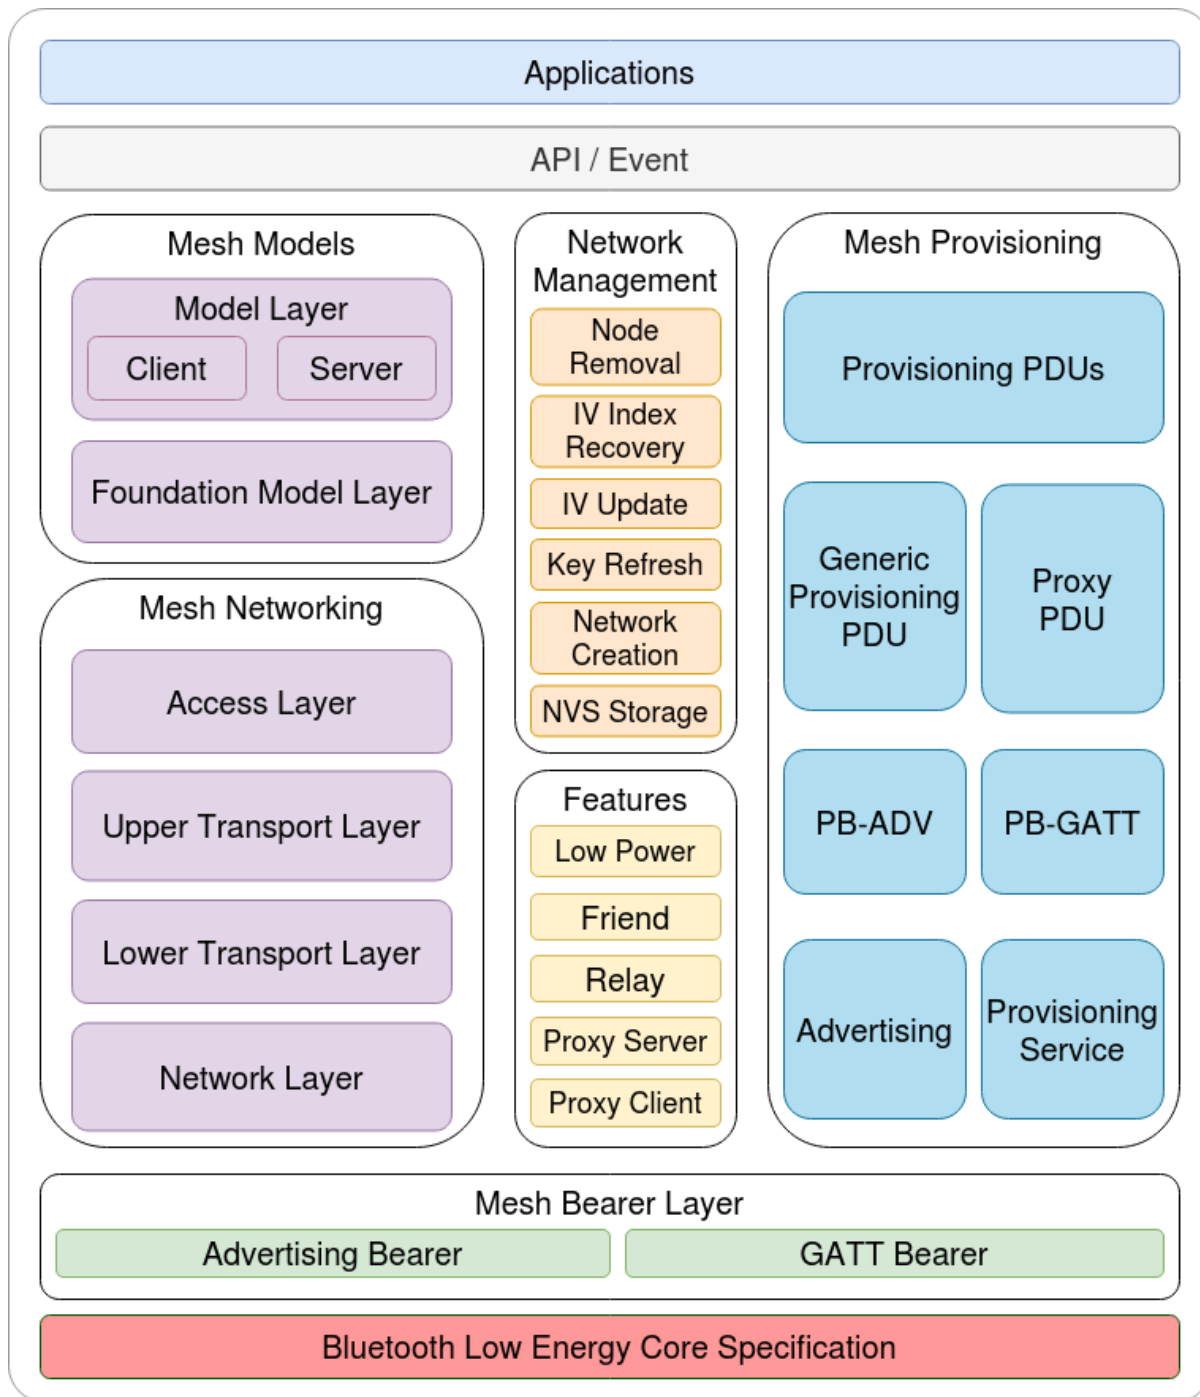 Applications
API / Event
Mesh Models
Model Layer
Client
Server
Foundation Model Layer
Mesh Networking
Access Layer
Upper Transport Layer
Lower Transport Layer
Network Layer
Network
Management
Node
Removal
IV Index
Recovery
IV Update
Key Refresh
Network
Creation
NVS Storage
Features
Low Power
Friend
Relay
Proxy Server
Proxy Client
Mesh Provisioning
Provisioning PDUs
Generic
Provisioning
PDU
Proxy
PDU
PB-ADV
PB-GATT
Advertising
Provisioning
Service
Mesh Bearer Layer
Advertising Bearer
GATT Bearer
Bluetooth Low Energy Core Specification